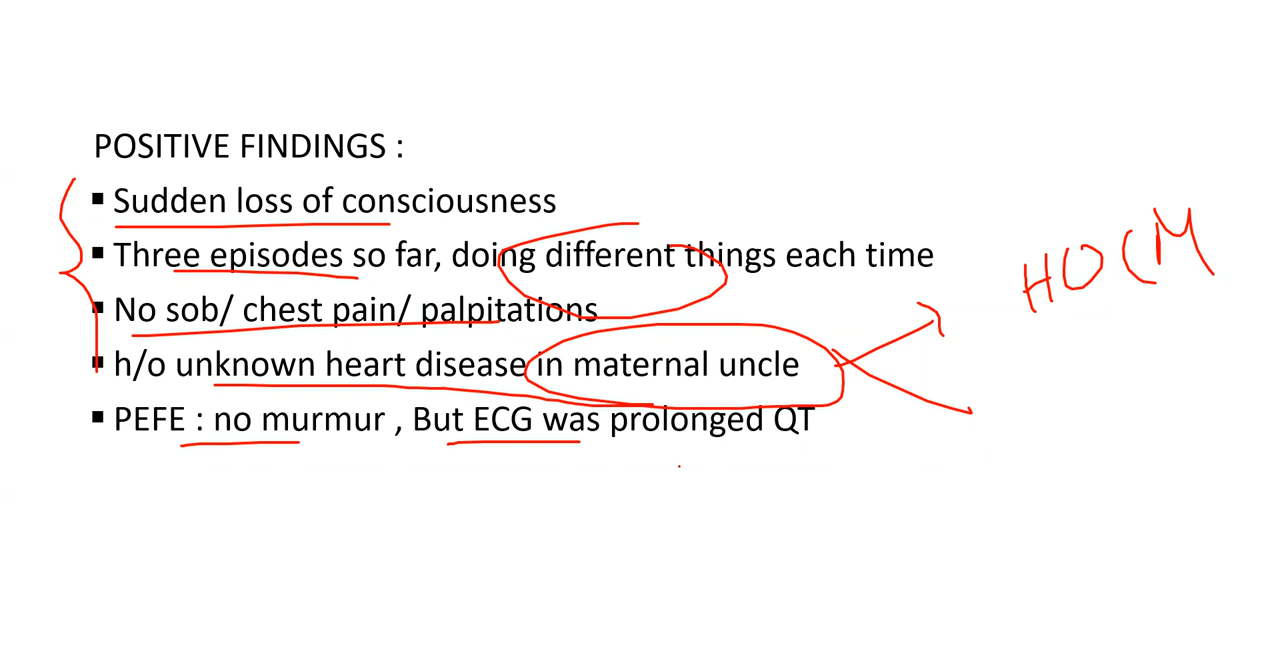 POSITIVE FINDINGS :
▪ Sudden loss of consciousness
▪ Three episodes so far, doing different things each time
▪ No sob/ chest pain/ palpitations
▪ h/o unknown heart disease in maternal uncle
▪ PEFE : no murmur , But ECG was prolonged QT
HOCM